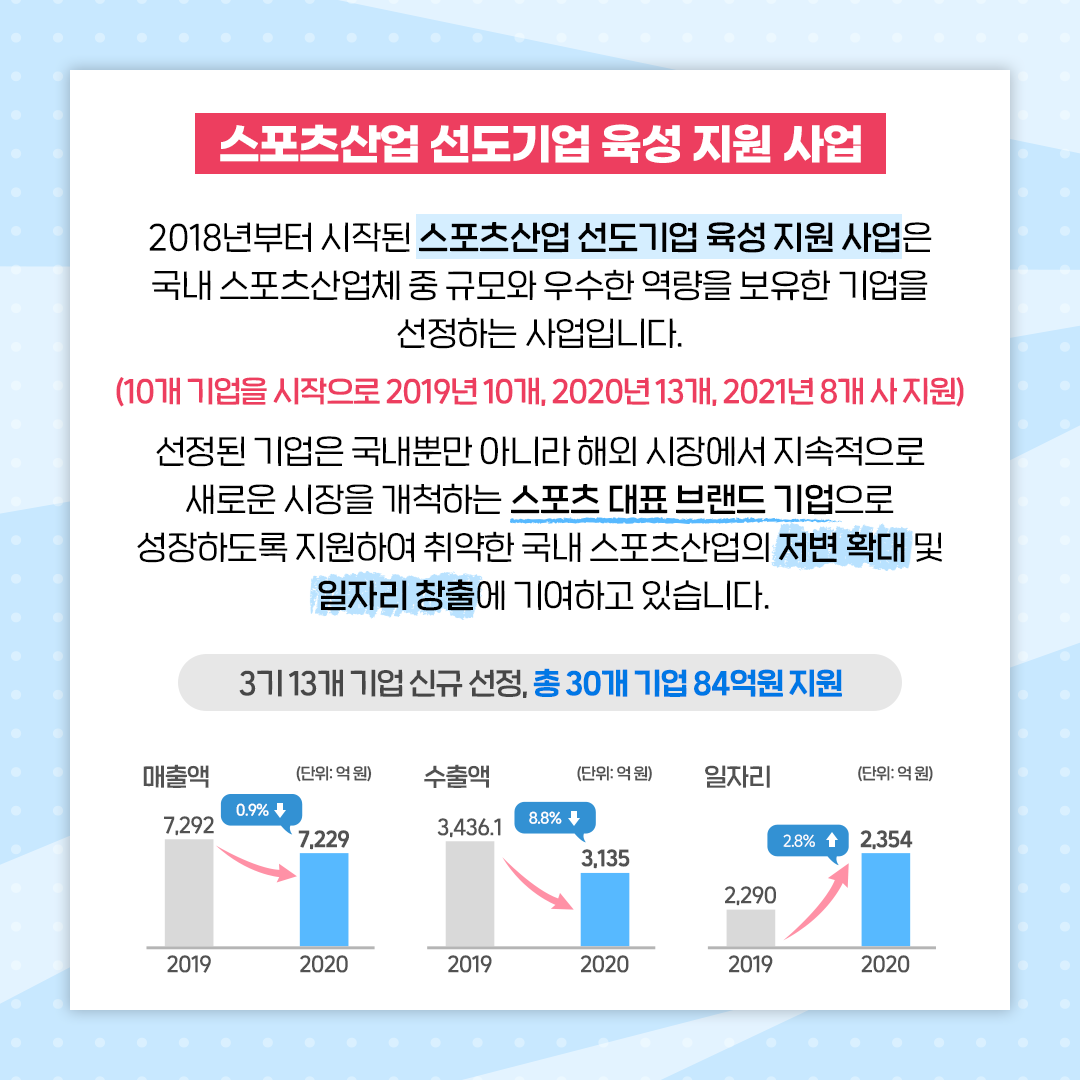 스포츠산업 선도기업 육성 지원 사업
2018년부터 시작된 스포츠산업 선도기업 육성 지원 사업은
국내 스포츠산업체 중 규모와 우수한 역량을 보유한 기업을
선정하는 사업입니다.
(10개 기업을 시작으로 2019년 10개, 2020년 13개, 2021년 8개 사 지원)
선정된 기업은 국내뿐만 아니라 해외 시장에서 지속적으로
새로운 시장을 개척하는 스포츠 대표 브랜드 기업으로
성장하도록 지원하여 취약한 국내 스포츠산업의 저변 확대 및
일자리 창출에 기여하고 있습니다.
3기 13개 기업 신규 선정, 총 30개 기업 84억원 지원
매출액 (단위: 억 원)
0.9% ⬇
7,292
7,229
2019 2020
수출액 (단위: 억 원)
8.8% ⬇
3,436.1
3,135
2019 2020
일자리 (단위: 억 원)
2.8% ⬆
2,354
2,290
2019 2020